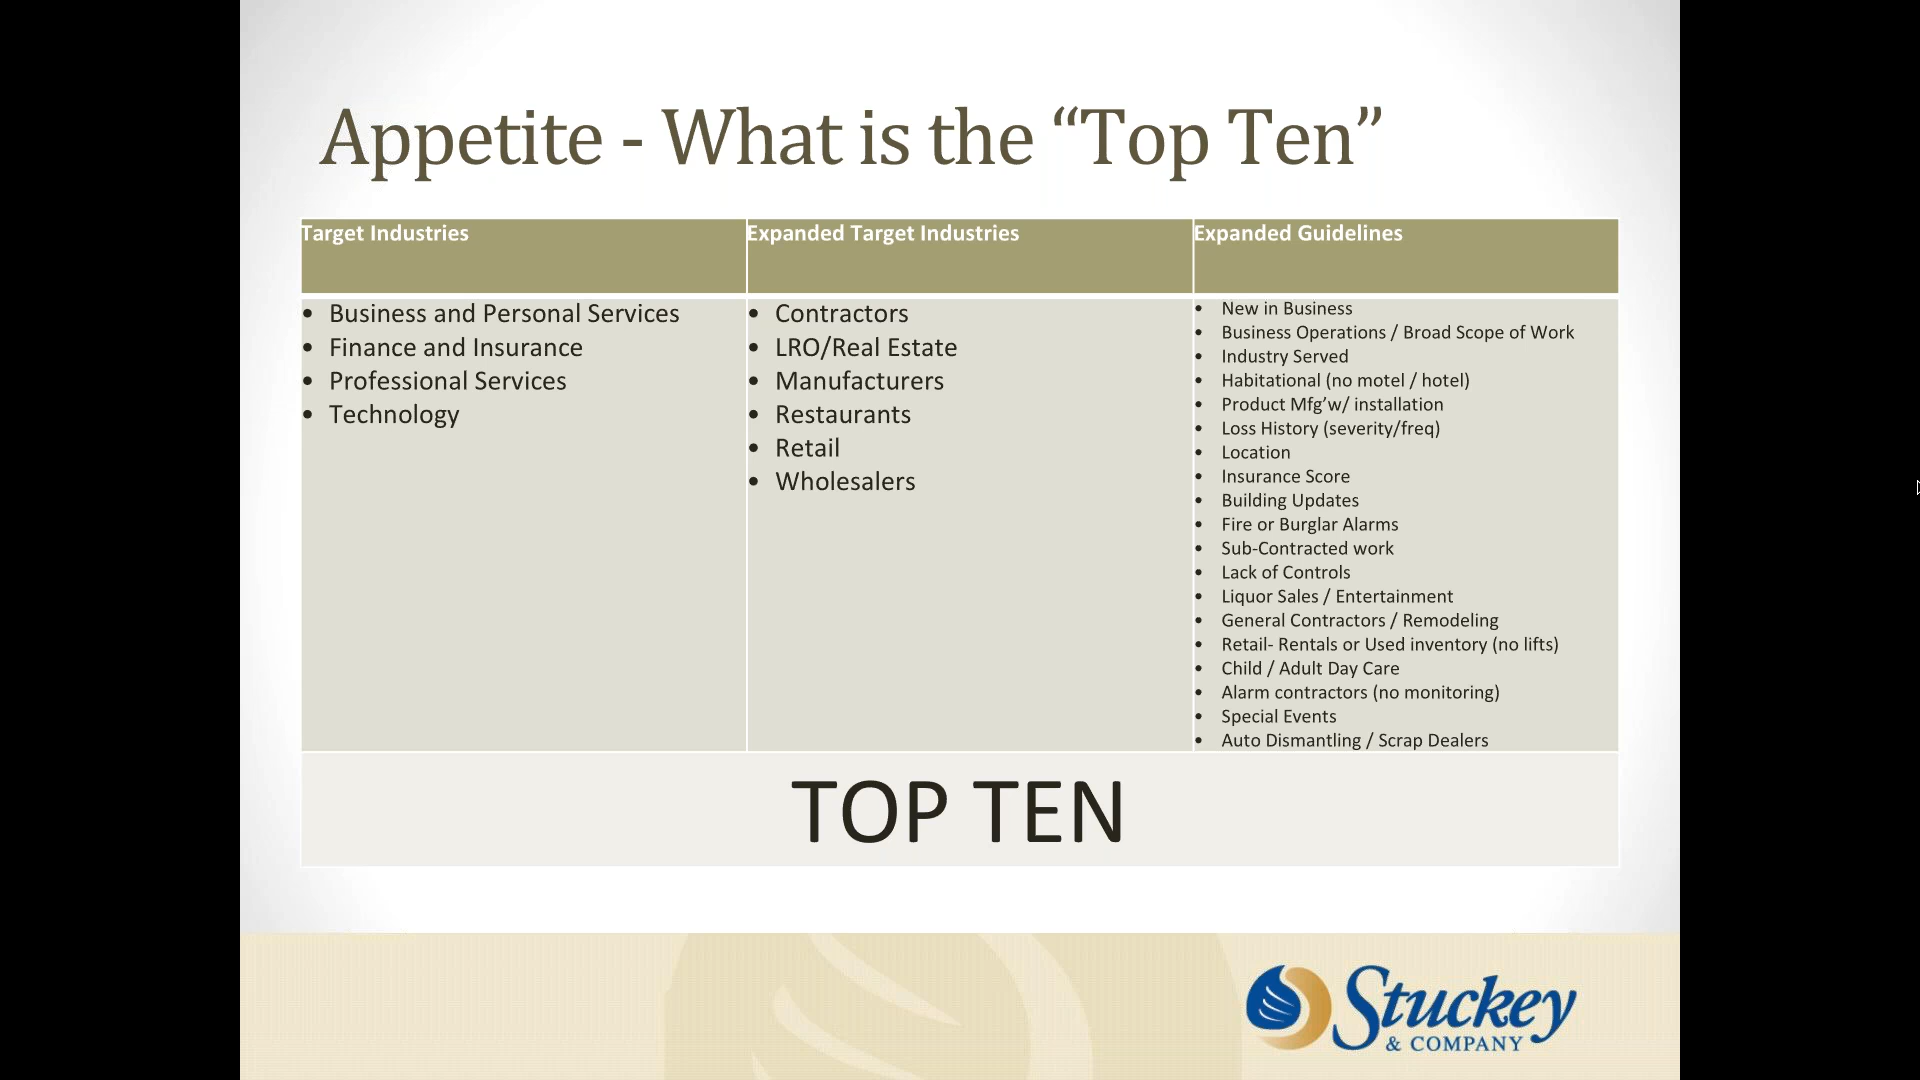 Appetite - What is the “Top Ten”
Target Industries
Expanded Target Industries
Expanded Guidelines
• Business and Personal Services
• Finance and Insurance
• Professional Services
• Technology
• Contractors
• LRO/Real Estate
• Manufacturers
• Restaurants
• Retail
• Wholesalers
• New in Business
• Business Operations / Broad Scope of Work
• Industry Served
• Habitational (no motel / hotel)
• Product Mfg’w/ installation
• Loss History (severity/freq)
• Location
• Insurance Score
• Building Updates
• Fire or Burglar Alarms
• Sub-Contracted work
• Lack of Controls
• Liquor Sales / Entertainment
• General Contractors / Remodeling
• Retail- Rentals or Used inventory (no lifts)
• Child / Adult Day Care
• Alarm contractors (no monitoring)
• Special Events
• Auto Dismantling / Scrap Dealers
TOP TEN
Stuckey
& COMPANY